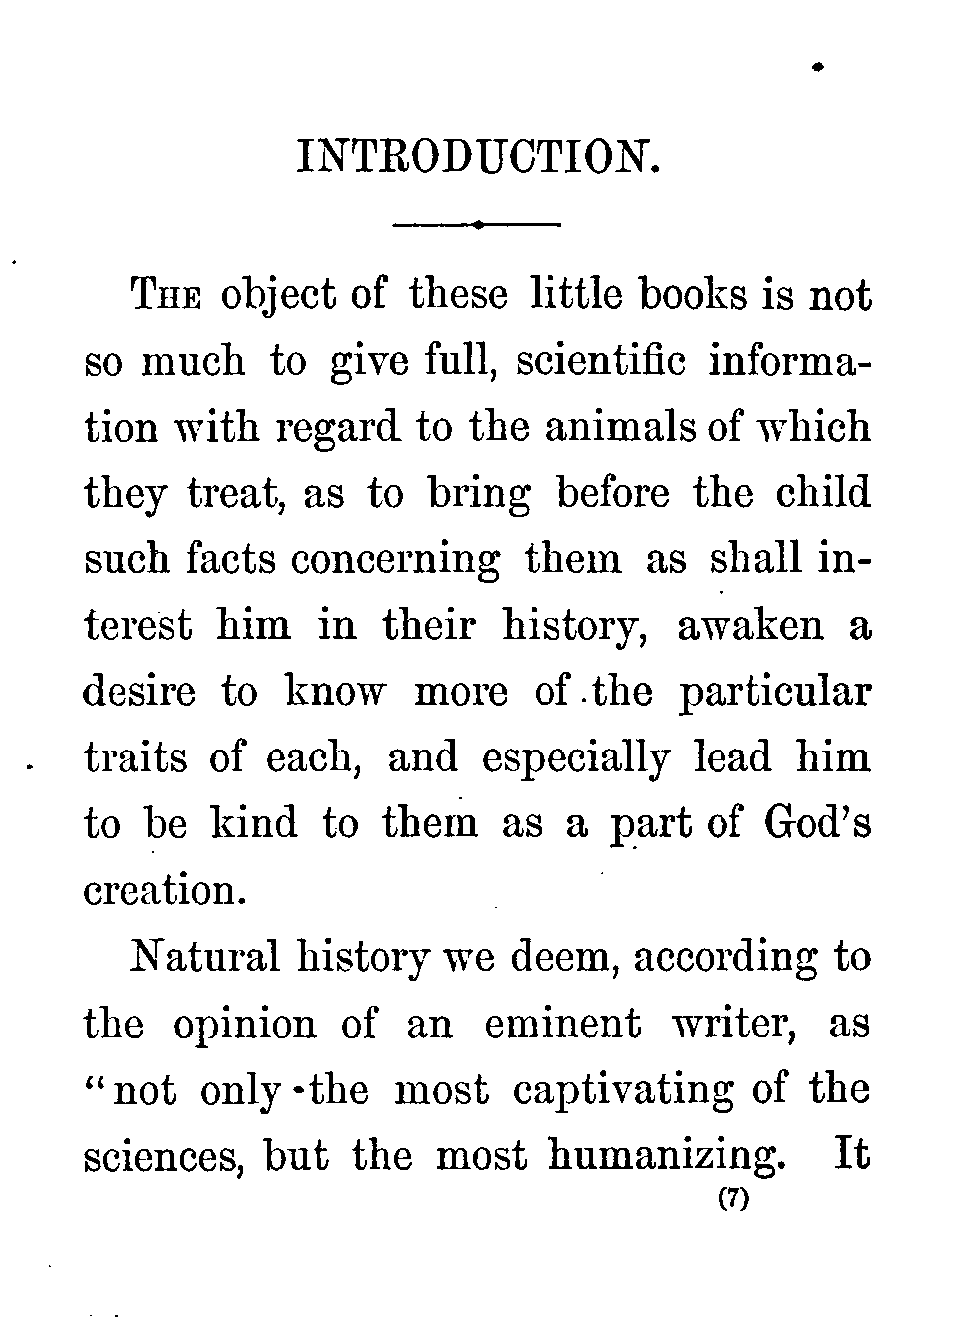 INTRODUCTION.
THE object of these little books is not
so much to give full, scientific informa-
tion with regard to the animals of which
they treat, as to bring before the child
such facts concerning them as shall in-
terest him in their history, awaken a
desire to know more of the particular
traits of each, and especially lead him
to be kind to them as a part of God's
creation.
Natural history we deem, according to
the opinion of an eminent writer, as
“not only the most captivating of the
sciences, but the most humanizing. It
(7)